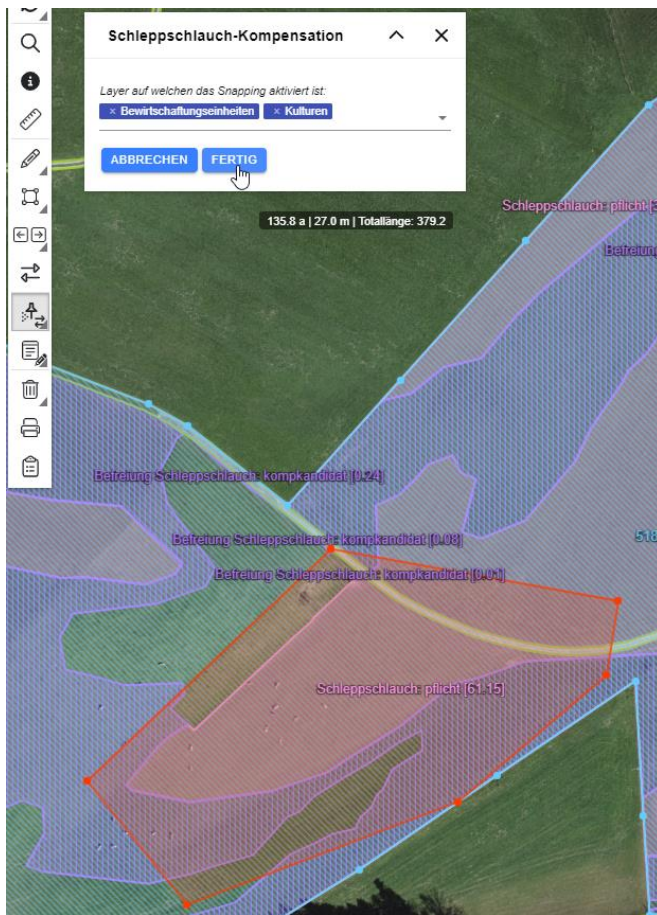 Schleppschlauch-Kompensation
Layer auf welchen das Snapping aktiviert ist:
× Bewirtschaftungseinheiten × Kulturen
ABBRECHEN FERTIG
135.8 a | 27.0 m | Totallänge: 379.2
Schleppschlauch: pflicht
Befreiung
Befreiung Schleppschlauch: kompkandidat [0.24]
Befreiung Schleppschlauch: kompkandidat [0.08]
518
Befreiung Schleppschlauch: kompkandidat [0.01]
Schleppschlauch: pflicht [61.15]